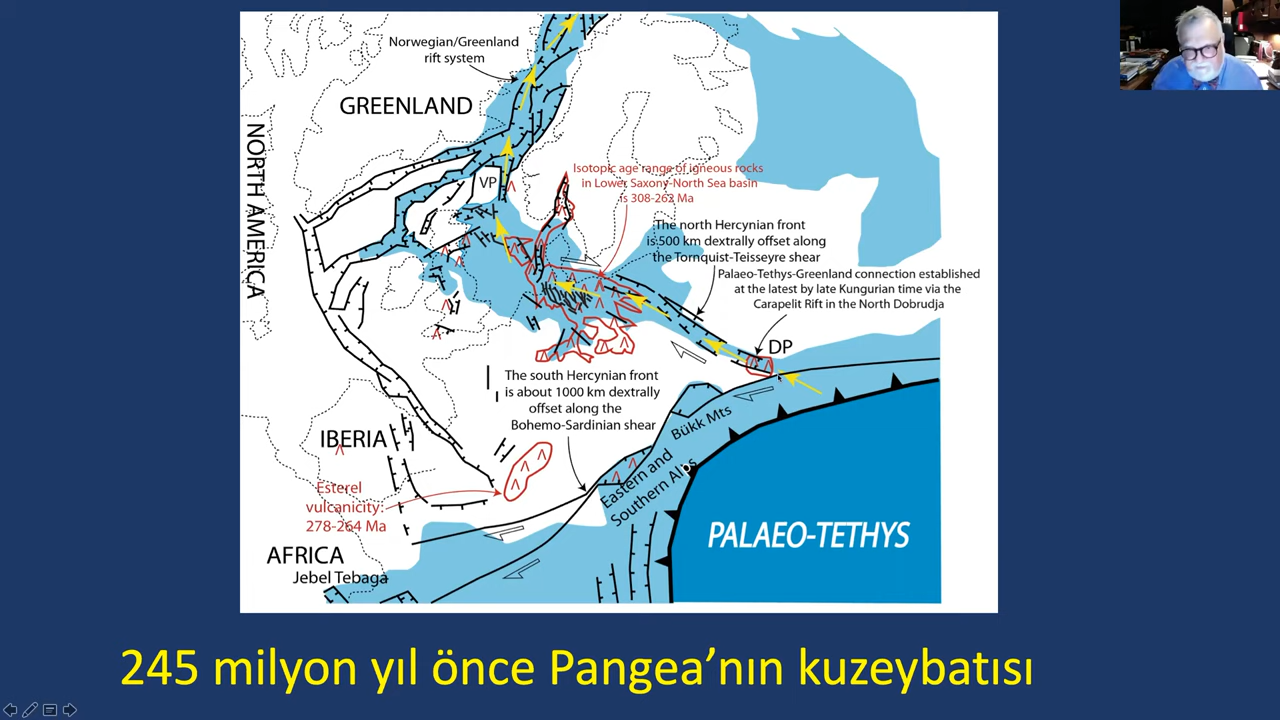 Norwegian/Greenland
rift system
GREENLAND
NORTH AMERICA
VP
Isotopic age range of igneous rocks
in Lower Saxony-North Sea basin
is 308-262 Ma
The north Hercynian front
is 500 km dextrally offset along
the Tornquist-Teisseyre shear
Palaeo-Tethys-Greenland connection established
at the latest by late Kungurian time via the
Carapelit Rift in the North Dobrudja
DP
The south Hercynian front
is about 1000 km dextrally
offset along the
Bohemo-Sardinian shear
Bükk Mts
IBERIA
Eastern and
Southern Alps
Esterel
vulcanicity:
278-264 Ma
PALAEO-TETHYS
AFRICA
Jebel Tebaga
245 milyon yıl önce Pangea’nın kuzeybatısı